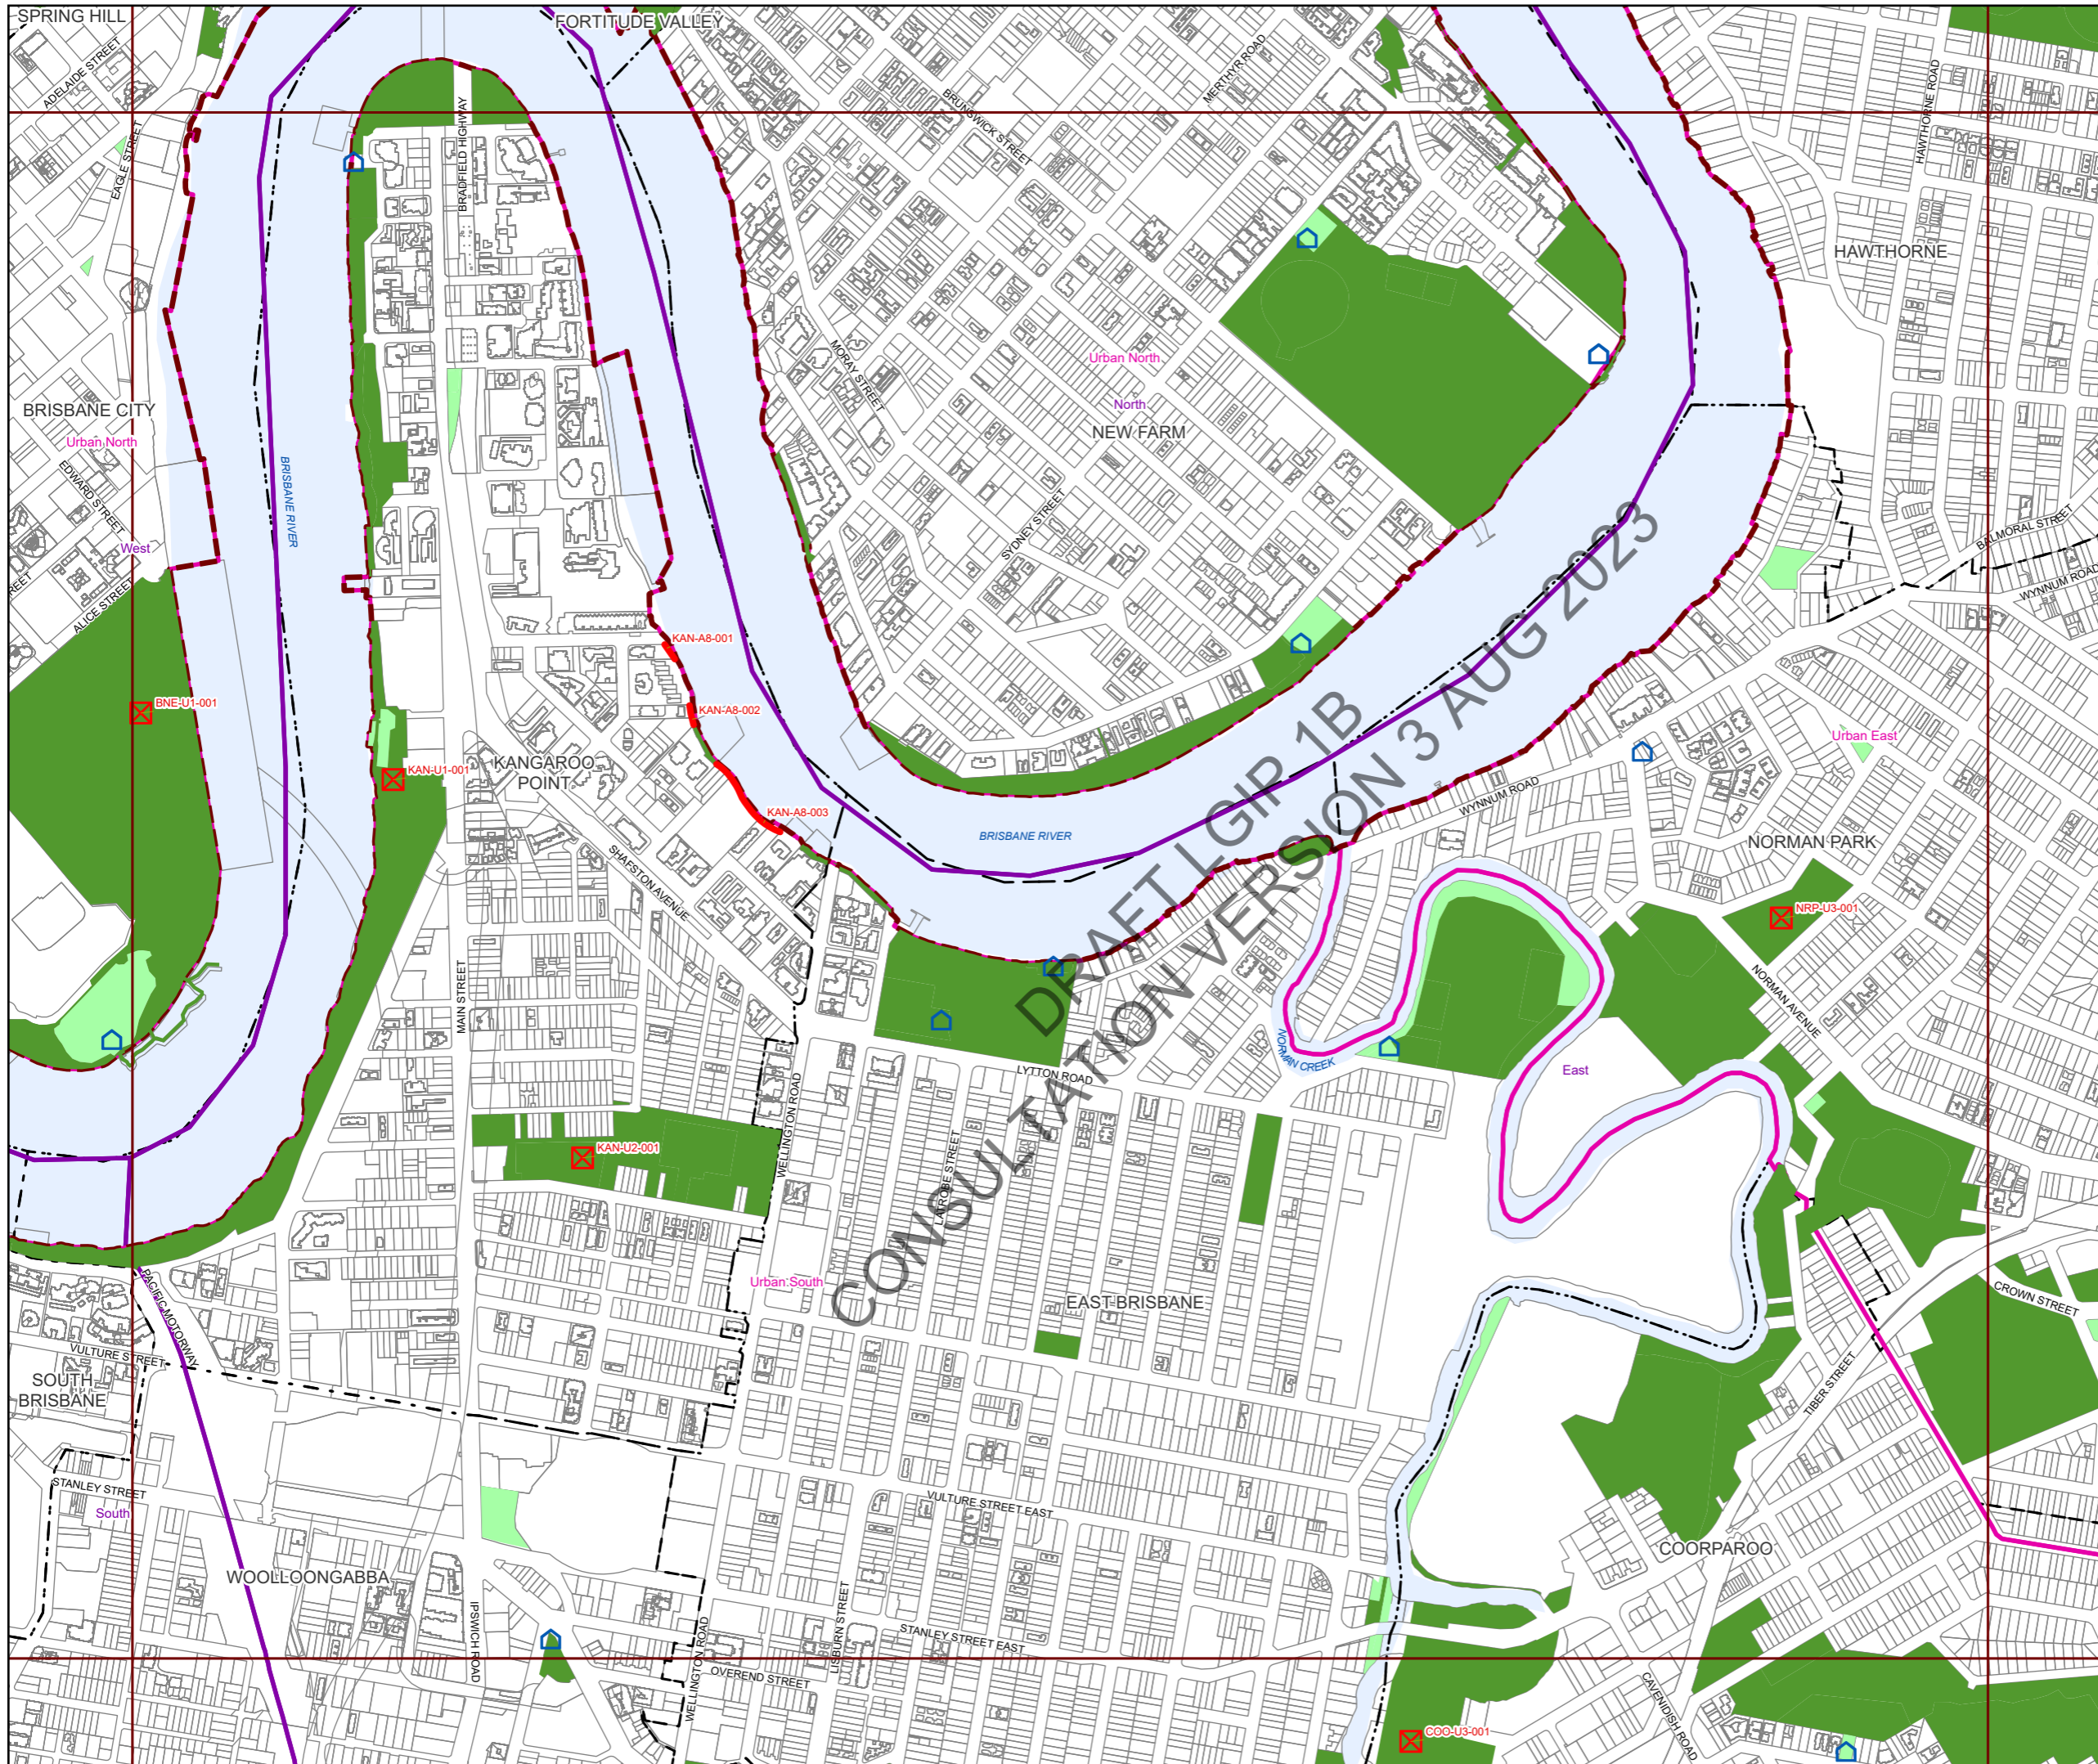 SPRING HILL
FORTITUDE VALLEY
ADELAIDE STREET
MERTHYR ROAD
HAWTHORNE ROAD
BRADFIELD HIGHWAY
BRUNSWICK STREET
EAGLE STREET
HAWTHORNE
MORAY STREET
Urban North
North
NEW FARM
BRISBANE CITY
Urban North
EDWARD STREET
BRISBANE RIVER
SYDNEY STREET
BALMORAL STREET
WYNNUM ROAD
West
REET
ALICE STREET
KAN-A8-001
BNE-U1-001
KAN-A8-002
Urban East
KANGAROO
POINT
KAN-U1-001
WYNNUM ROAD
KAN-A8-003
BRISBANE RIVER
NORMAN PARK
SHAFSTON AVENUE
NRP-U3-001
MAIN STREET
NORMAN AVENUE
DRAFT LGIP 1B
CONSULTATION VERSION 3 AUG 2023
NORMAN CREEK
East
LYTTON ROAD
WELLINGTON ROAD
KAN-U2-001
LATROBE STREET
Urban South
EAST BRISBANE
CROWN STREET
PACIFIC MOTORWAY
VULTURE STREET
SOUTH
BRISBANE
TIBER STREET
STANLEY STREET
South
VULTURE STREET EAST
COORPAROO
WOOLLOONGABBA
IPSWICH ROAD
LISBURN STREET
STANLEY STREET EAST
WELLINGTON ROAD
OVEREND STREET
CAVENDISH ROAD
COO-U3-001